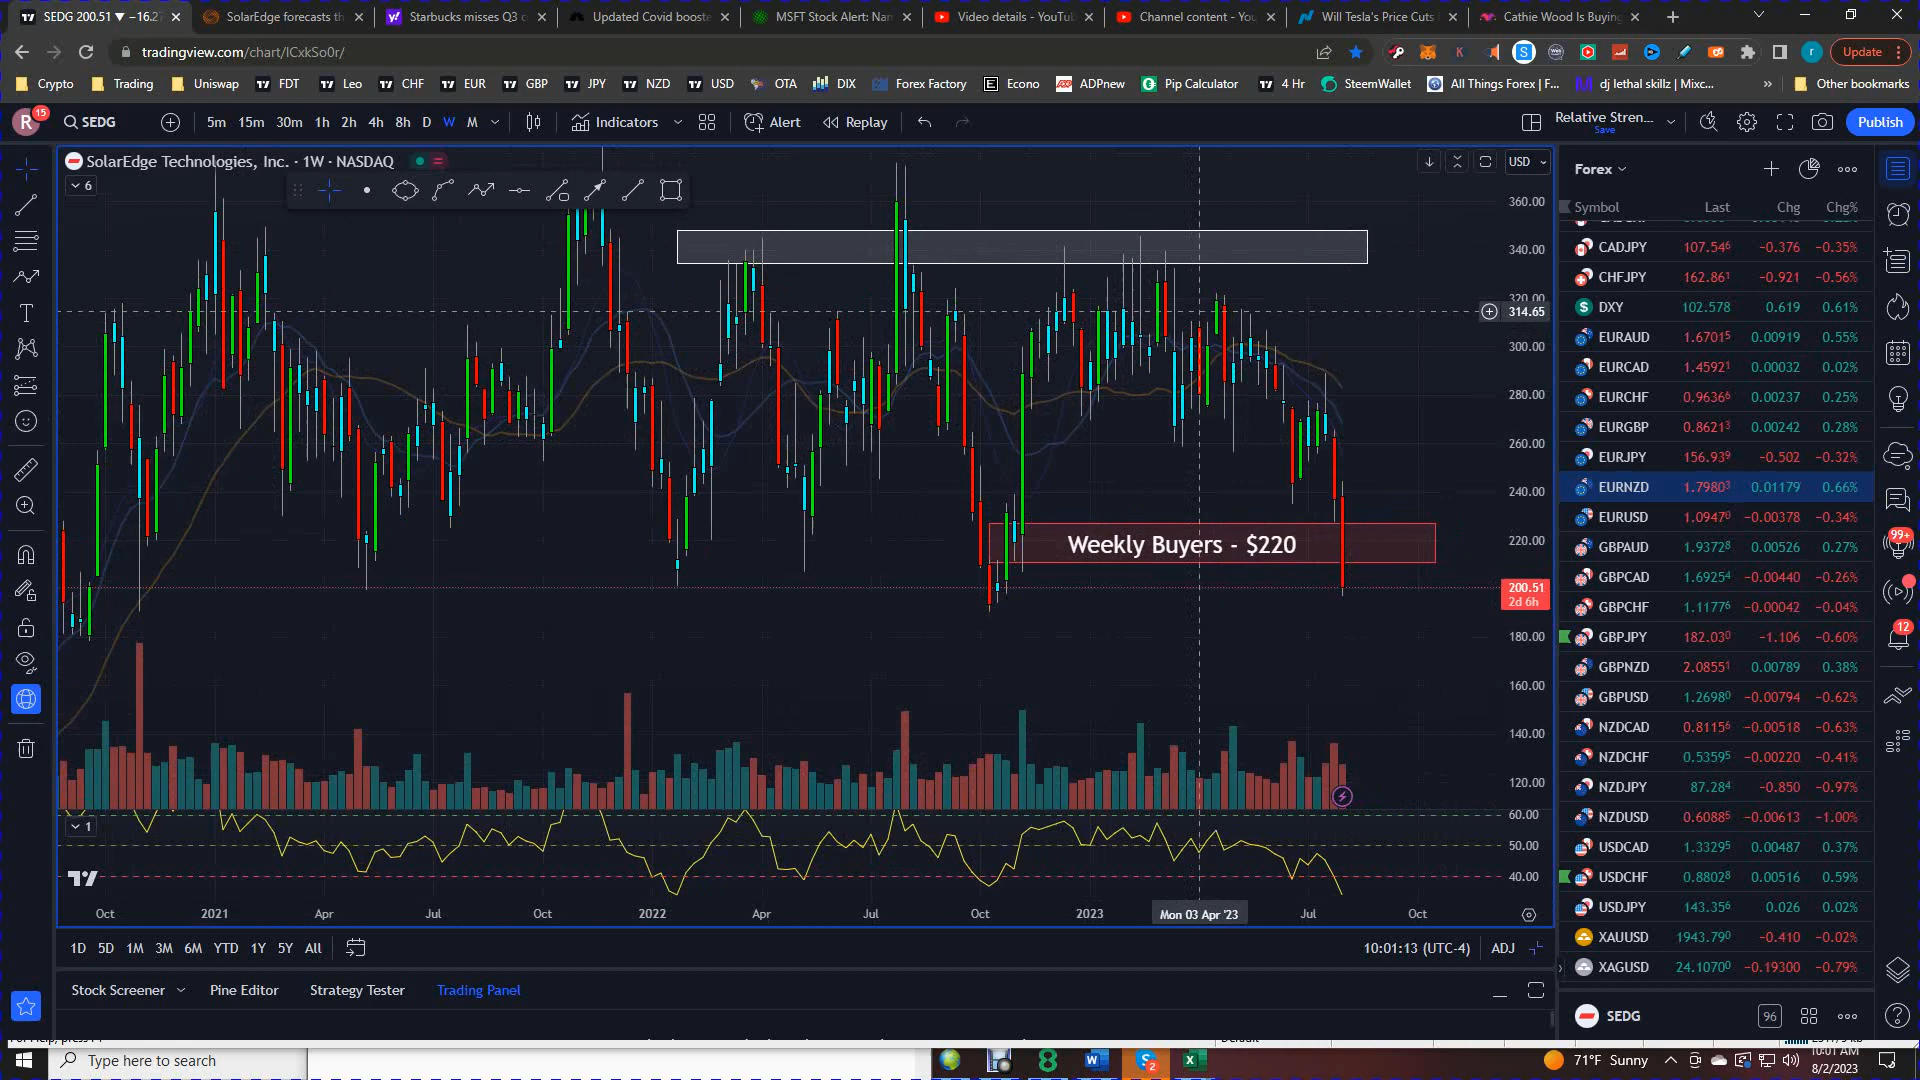 SEDG 200.51 ▼ −16.27
SolarEdge forecasts th
Starbucks misses Q3 c
Updated Covid booste
MSFT Stock Alert: Nan
Video details - YouTub
Channel content - You
Will Tesla's Price Cuts
Cathie Wood Is Buying
tradingview.com/chart/lCxkSo0r/
Update
Crypto Trading Uniswap FDT Leo CHF EUR GBP JPY NZD USD OTA DIX Forex Factory Econo ADPnew Pip Calculator 4 Hr SteemWallet All Things Forex | F... dj lethal skillz | Mixc... » Other bookmarks
R 15 SEDG 5m 15m 30m 1h 2h 4h 8h D W M Indicators Alert Replay Relative Stren... Save Publish
SolarEdge Technologies, Inc. · 1W · NASDAQ
USD
6
360.00
340.00
320.00
314.65
300.00
280.00
260.00
240.00
220.00
Weekly Buyers - $220
200.51
2d 6h
180.00
160.00
140.00
120.00
60.00
50.00
40.00
1
Oct 2021 Apr Jul Oct 2022 Apr Jul Oct 2023 Mon 03 Apr '23 Jul Oct
1D 5D 1M 3M 6M YTD 1Y 5Y All
10:01:13 (UTC-4) ADJ
Stock Screener Pine Editor Strategy Tester Trading Panel
Forex
Symbol Last Chg Chg%
CADJPY 107.546 −0.376 −0.35%
CHFJPY 162.861 −0.921 −0.56%
DXY 102.578 0.619 0.61%
EURAUD 1.67015 0.00919 0.55%
EURCAD 1.45921 0.00032 0.02%
EURCHF 0.96366 0.00237 0.25%
EURGBP 0.86213 0.00242 0.28%
EURJPY 156.939 −0.502 −0.32%
EURNZD 1.79803 0.01179 0.66%
EURUSD 1.09470 −0.00378 −0.34%
GBPAUD 1.93728 0.00526 0.27%
GBPCAD 1.69254 −0.00440 −0.26%
GBPCHF 1.11776 −0.00042 −0.04%
GBPJPY 182.030 −1.106 −0.60%
GBPNZD 2.08551 0.00789 0.38%
GBPUSD 1.26980 −0.00794 −0.62%
NZDCAD 0.81156 −0.00518 −0.63%
NZDCHF 0.53595 −0.00220 −0.41%
NZDJPY 87.284 −0.850 −0.97%
NZDUSD 0.60885 −0.00613 −1.00%
USDCAD 1.33295 0.00487 0.37%
USDCHF 0.88028 0.00516 0.59%
USDJPY 143.356 0.026 0.02%
XAUUSD 1943.790 −0.410 −0.02%
XAGUSD 24.1070 −0.19300 −0.79%
SEDG 96
99+
12
Type here to search
71°F Sunny
10:01 AM
8/2/2023